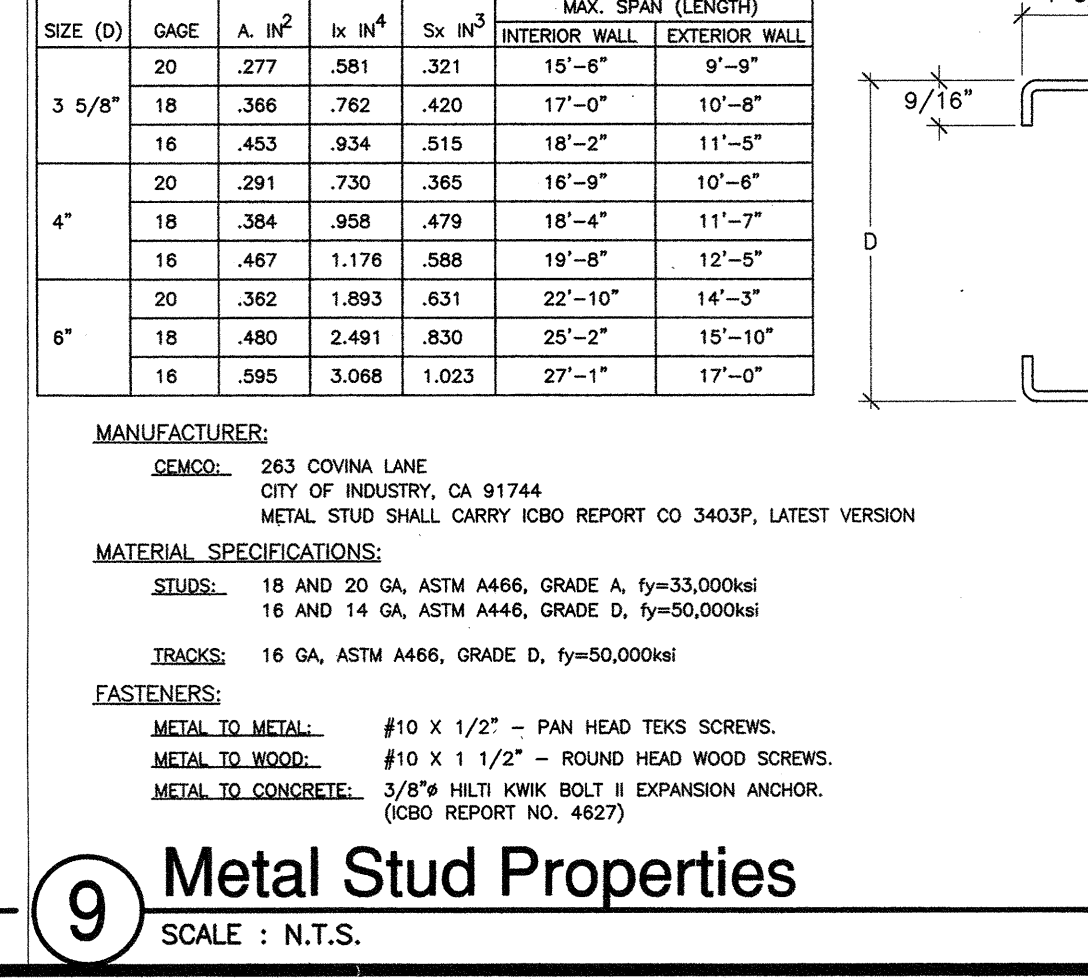 MAX. SPAN (LENGTH)
SIZE (D) GAGE A. IN2 Ix IN4 Sx IN3 INTERIOR WALL EXTERIOR WALL
20 .277 .581 .321 15'-6" 9'-9"
3 5/8" 18 .366 .762 .420 17'-0" 10'-8"
16 .453 .934 .515 18'-2" 11'-5"
20 .291 .730 .365 16'-9" 10'-6"
4" 18 .384 .958 .479 18'-4" 11'-7"
16 .467 1.176 .588 19'-8" 12'-5"
20 .362 1.893 .631 22'-10" 14'-3"
6" 18 .480 2.491 .830 25'-2" 15'-10"
16 .595 3.068 1.023 27'-1" 17'-0"
9/16"
D
MANUFACTURER:
CEMCO: 263 COVINA LANE
CITY OF INDUSTRY, CA 91744
METAL STUD SHALL CARRY ICBO REPORT CO 3403P, LATEST VERSION
MATERIAL SPECIFICATIONS:
STUDS: 18 AND 20 GA, ASTM A466, GRADE A, fy=33,000ksi
16 AND 14 GA, ASTM A446, GRADE D, fy=50,000ksi
TRACKS: 16 GA, ASTM A466, GRADE D, fy=50,000ksi
FASTENERS:
METAL TO METAL: #10 X 1/2" - PAN HEAD TEKS SCREWS.
METAL TO WOOD: #10 X 1 1/2" - ROUND HEAD WOOD SCREWS.
METAL TO CONCRETE: 3/8"ø HILTI KWIK BOLT II EXPANSION ANCHOR.
(ICBO REPORT NO. 4627)
9 Metal Stud Properties
SCALE : N.T.S.